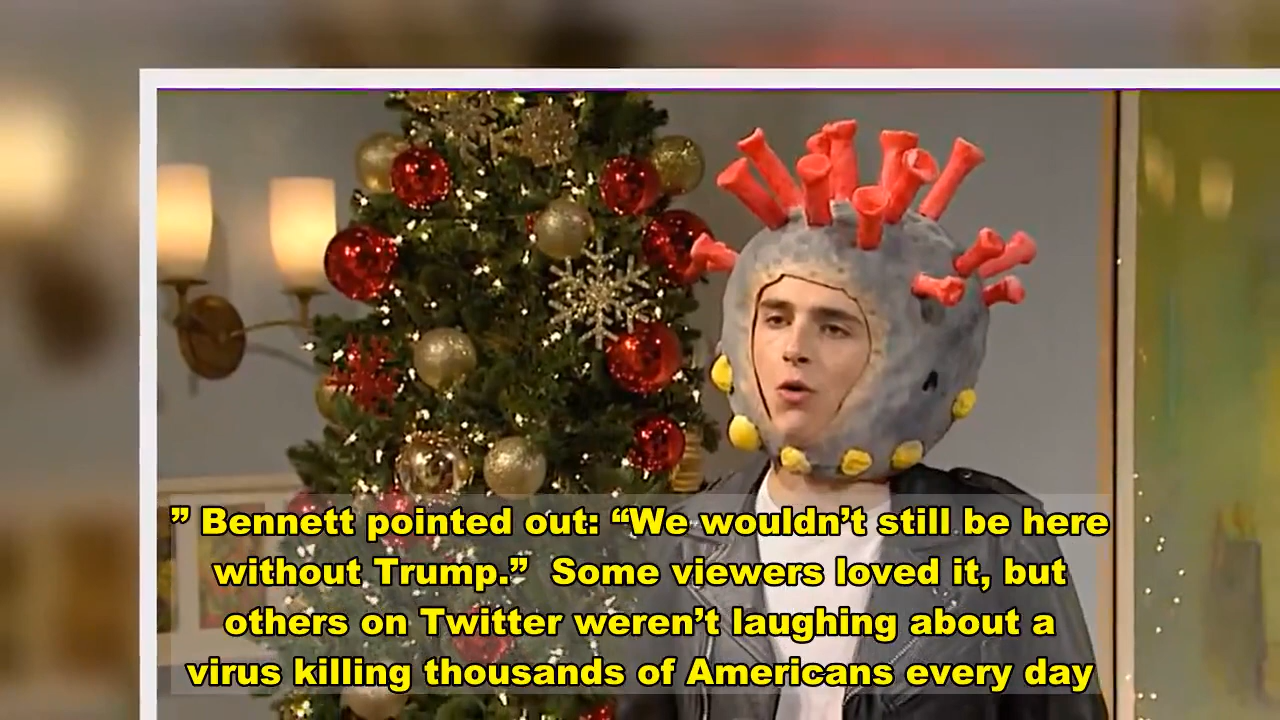 ” Bennett pointed out: “We wouldn’t still be here
without Trump.”  Some viewers loved it, but
others on Twitter weren’t laughing about a
virus killing thousands of Americans every day